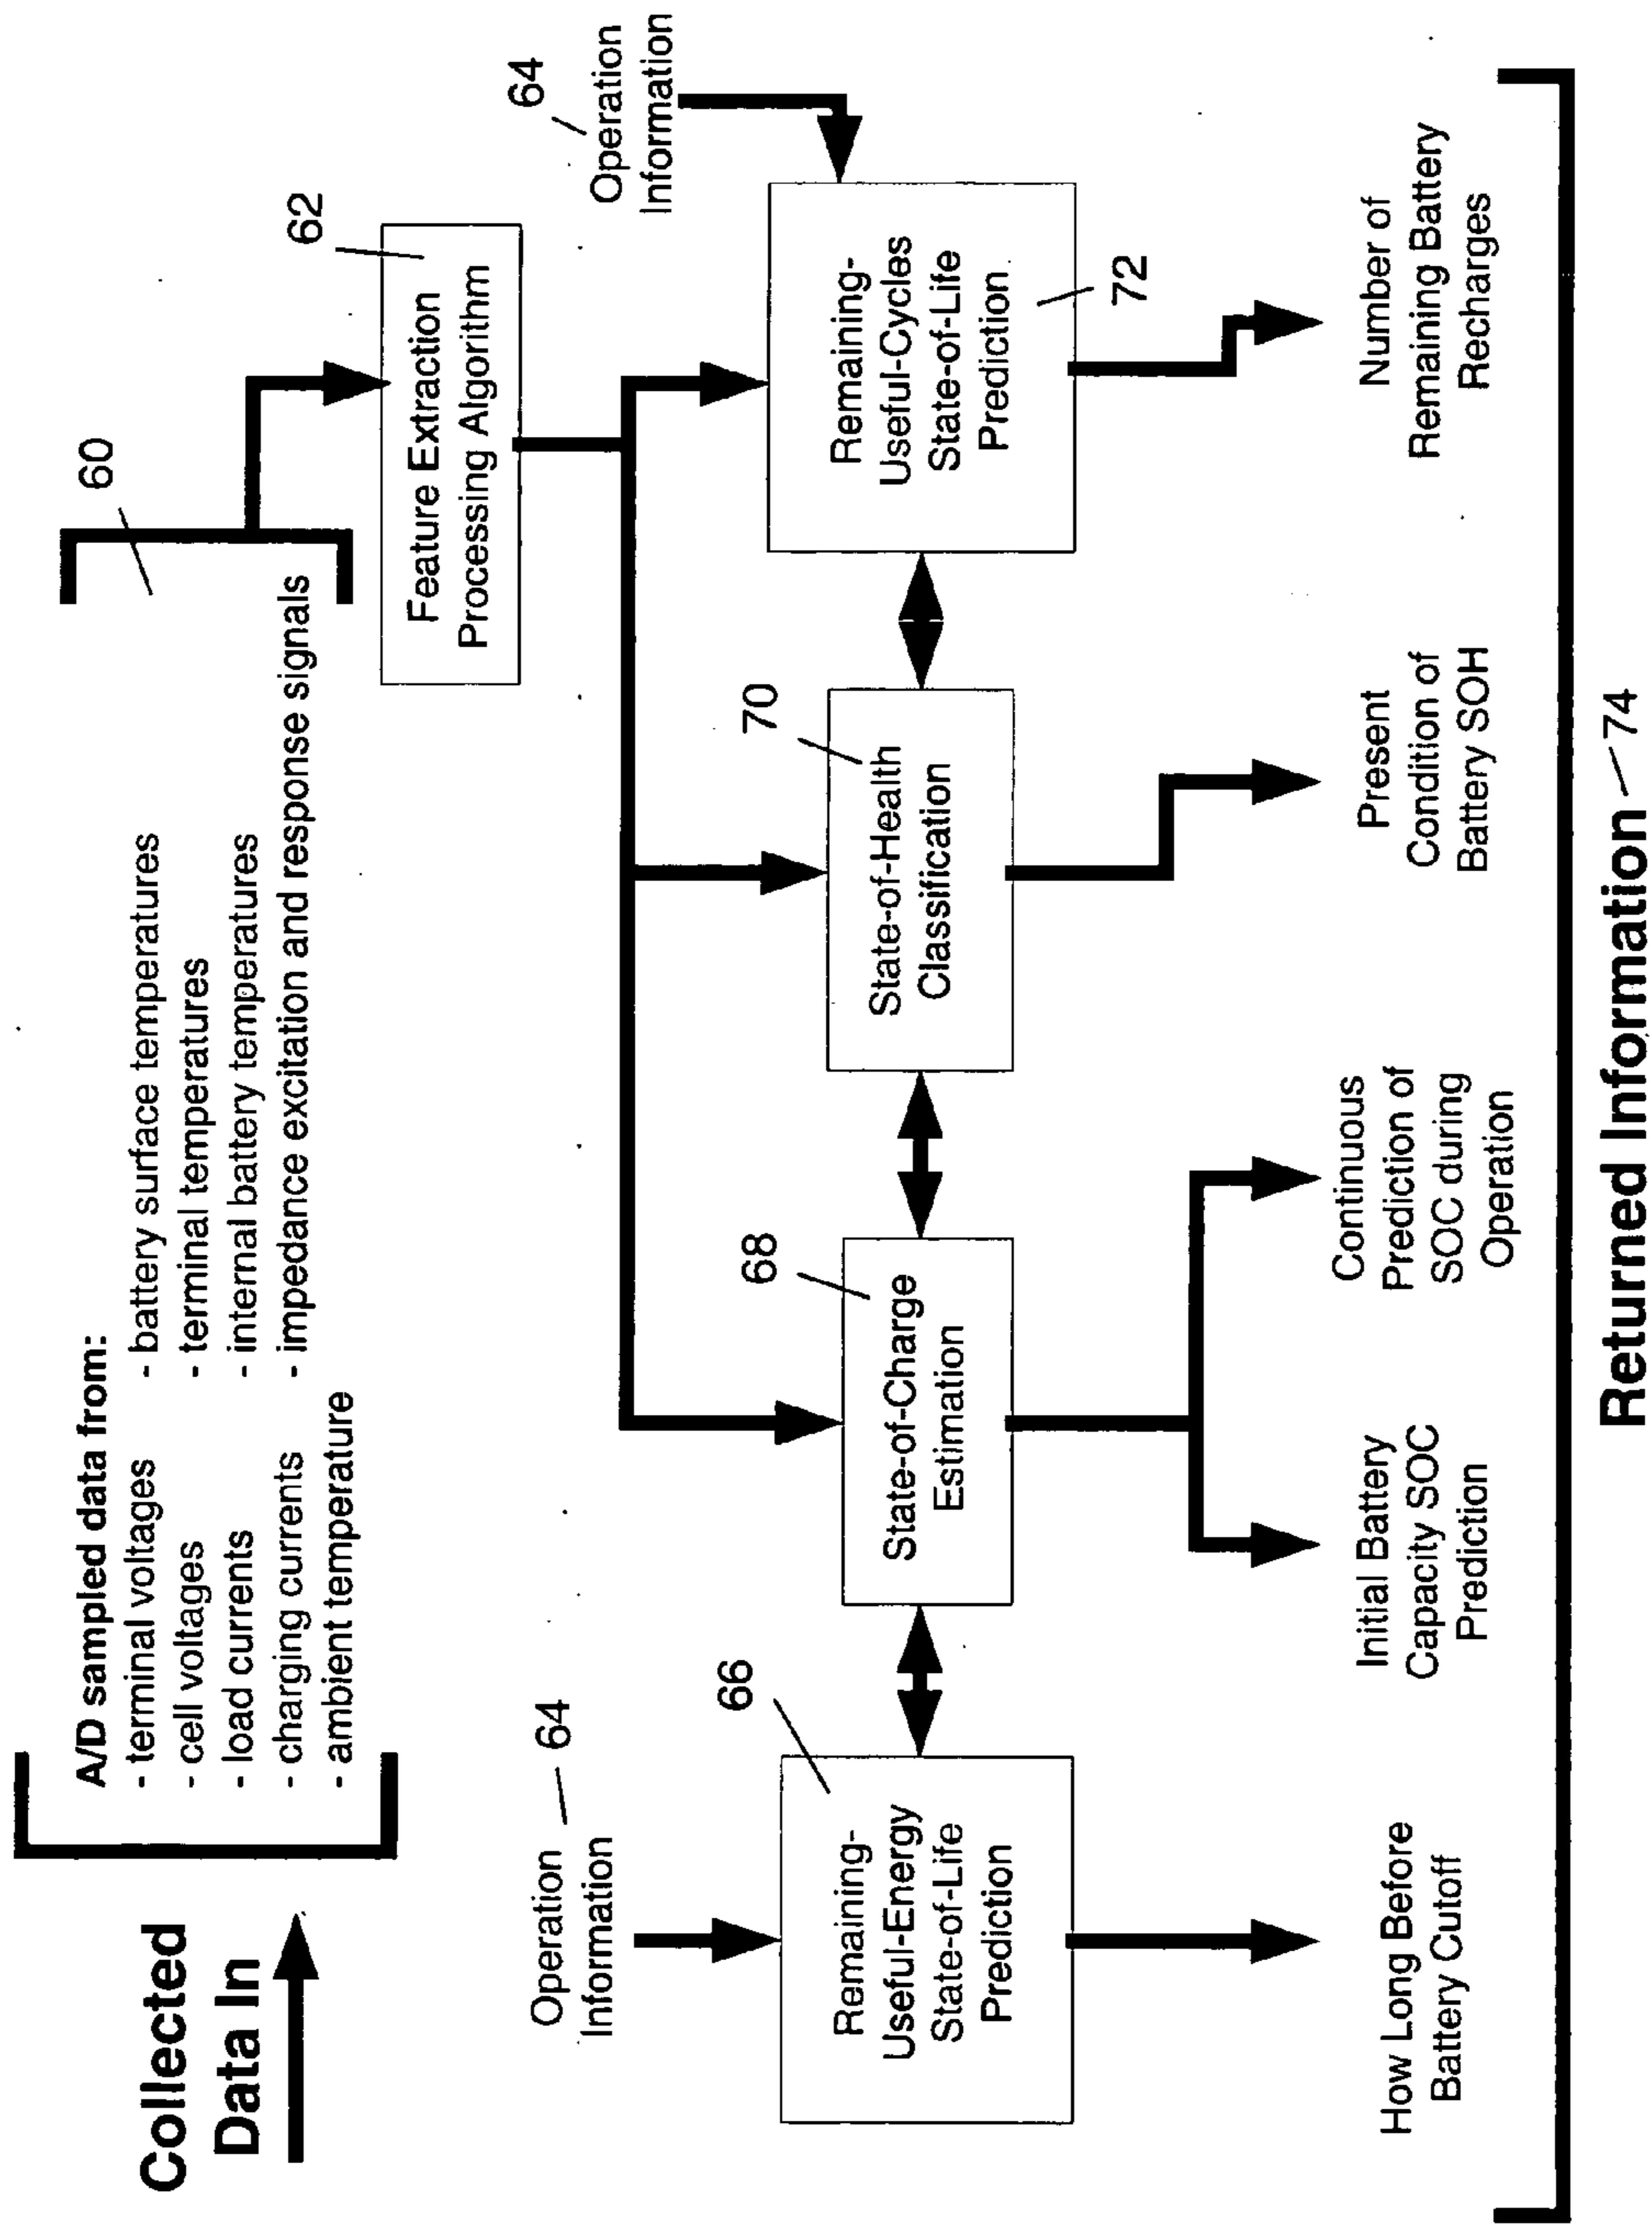 Collected
Data In
A/D sampled data from:
- terminal voltages
- cell voltages
- load currents
- charging currents
- ambient temperature
- battery surface temperatures
- terminal temperatures
- internal battery temperatures
- impedance excitation and response signals
60
62
Feature Extraction
Processing Algorithm
64
Operation
Information
64
Operation
Information
66
Remaining-
Useful-Energy
State-of-Life
Prediction
68
State-of-Charge
Estimation
70
State-of-Health
Classification
Remaining-
Useful-Cycles
State-of-Life
Prediction
72
How Long Before
Battery Cutoff
Initial Battery
Capacity SOC
Prediction
Continuous
Prediction of
SOC during
Operation
Present
Condition of
Battery SOH
Number of
Remaining Battery
Recharges
Returned Information 74